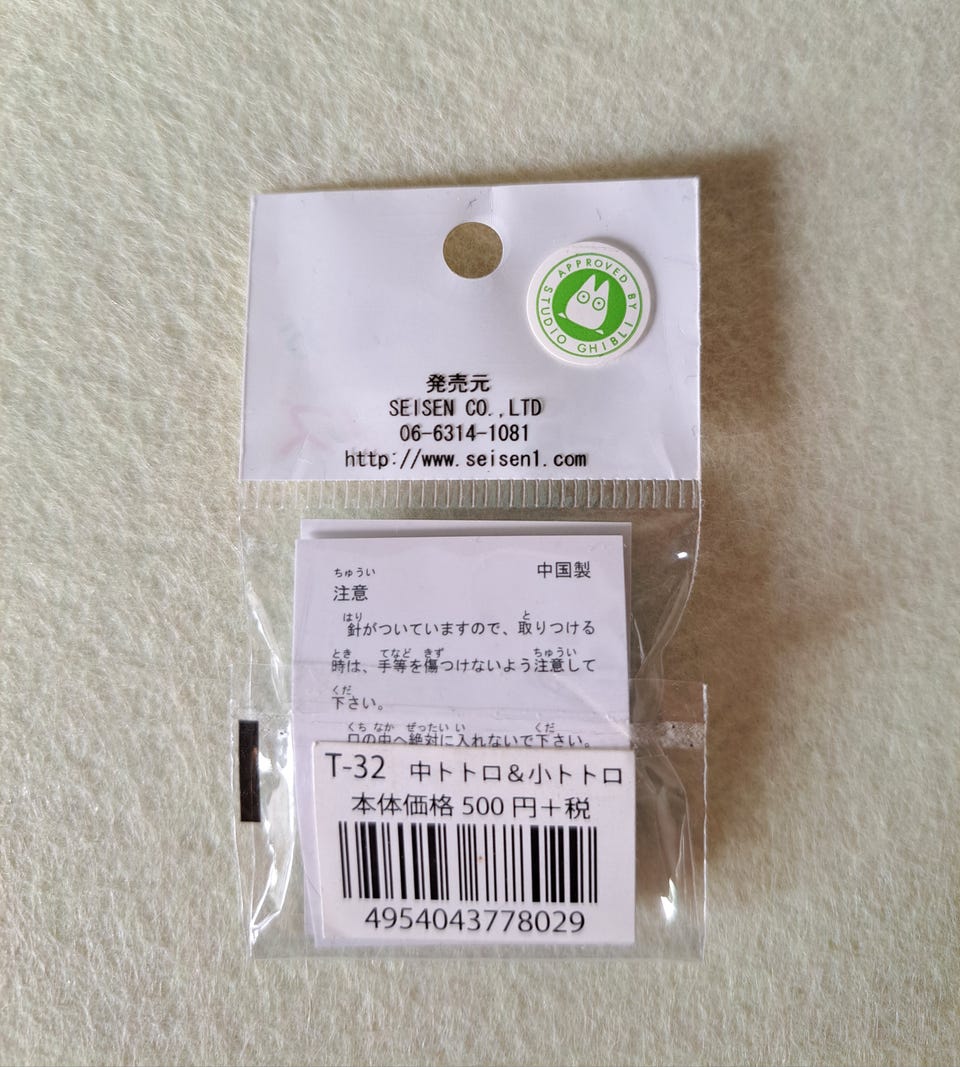 APPROVED BY STUDIO GHIBLI
発売元
SEISEN CO.,LTD
06-6314-1081
http://www.seisen1.com
ちゅうい
中国製
注意
はり と
針がついていますので、取りつける
とき てなど きず ちゅうい
時は、手等を傷つけないよう注意して
くだ
下さい。
くち なか ぜったい い くだ
口の中へ絶対に入れないで下さい。
T-32 中トトロ&小トトロ
本体価格 500 円+税
4954043778029